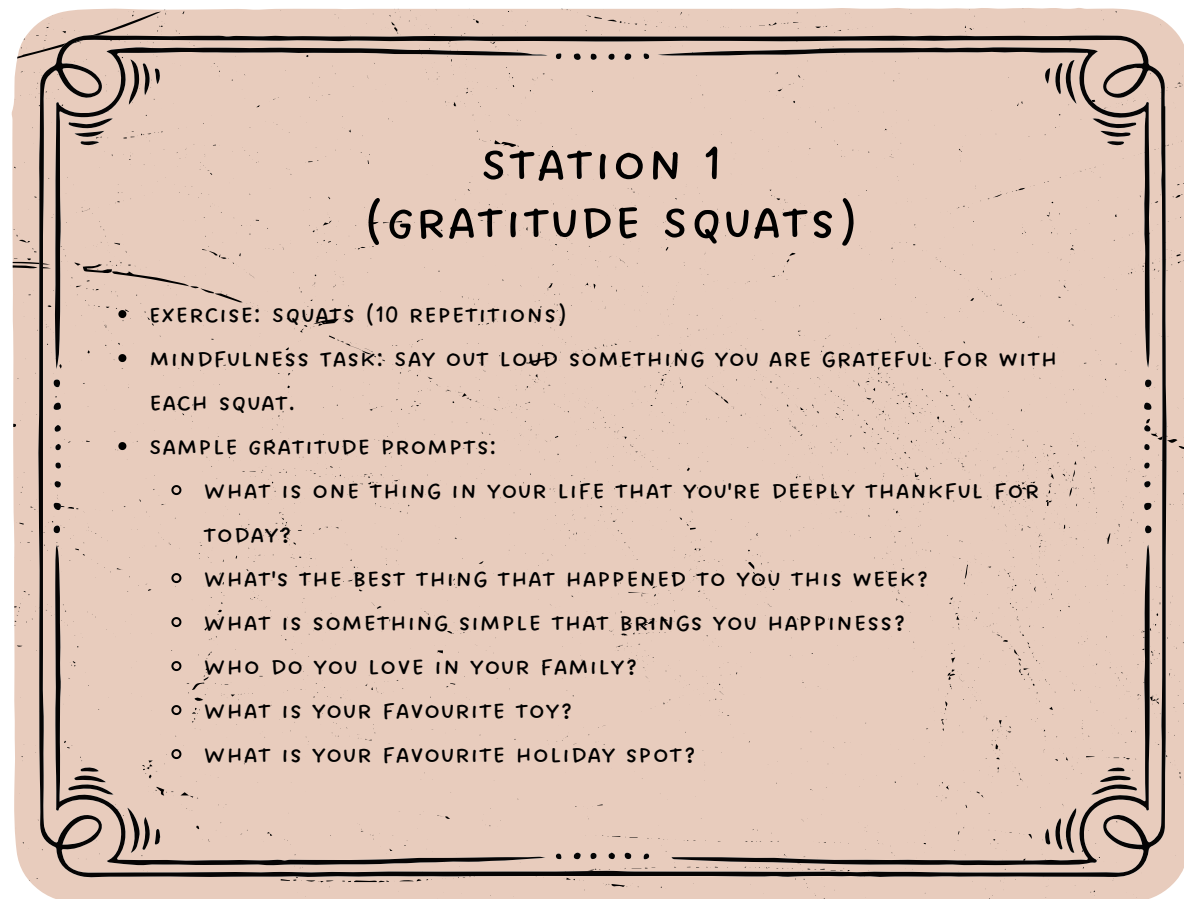 STATION 1
(GRATITUDE SQUATS)
• EXERCISE: SQUATS (10 REPETITIONS)
• MINDFULNESS TASK: SAY OUT LOUD SOMETHING YOU ARE GRATEFUL FOR WITH
EACH SQUAT.
• SAMPLE GRATITUDE PROMPTS:
◦ WHAT IS ONE THING IN YOUR LIFE THAT YOU'RE DEEPLY THANKFUL FOR
TODAY?
◦ WHAT'S THE BEST THING THAT HAPPENED TO YOU THIS WEEK?
◦ WHAT IS SOMETHING SIMPLE THAT BRINGS YOU HAPPINESS?
◦ WHO DO YOU LOVE IN YOUR FAMILY?
◦ WHAT IS YOUR FAVOURITE TOY?
◦ WHAT IS YOUR FAVOURITE HOLIDAY SPOT?